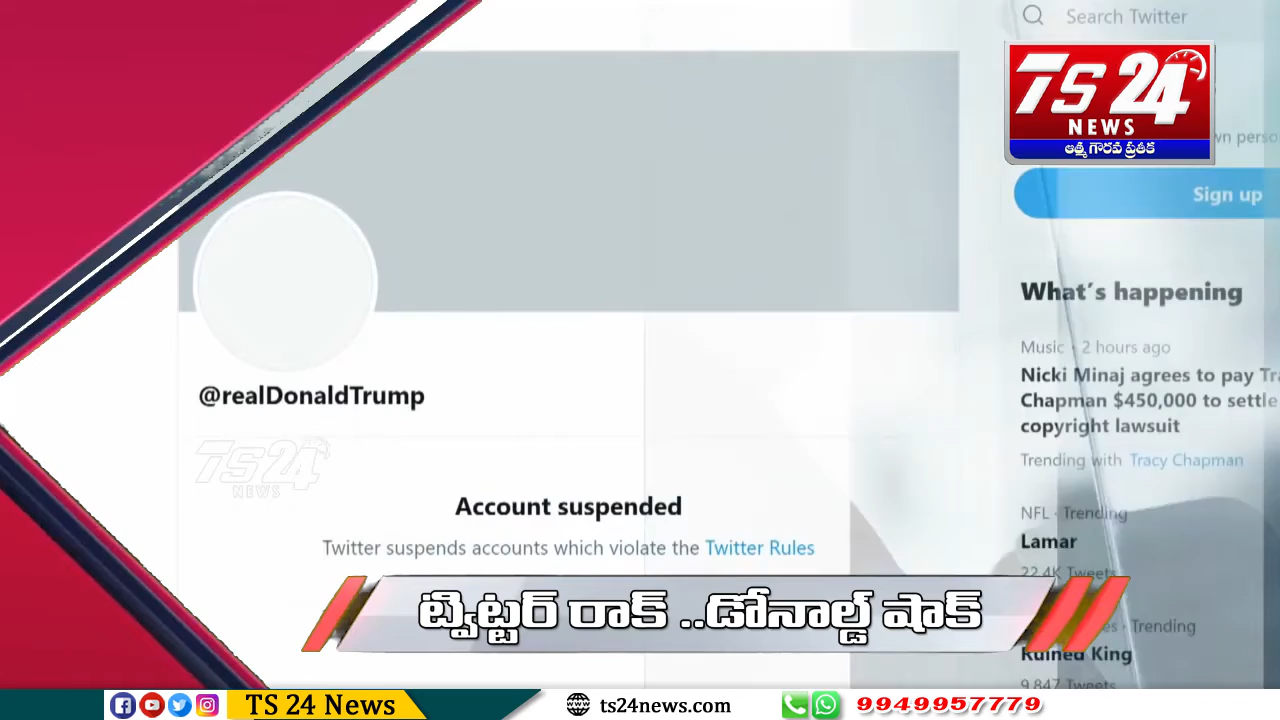 Search Twitter
TS 24
NEWS
ఆత్మ గౌరవ ప్రతీక
Sign up
What's happening
Music · 2 hours ago
Nicki Minaj agrees to pay
Chapman $450,000 to settle
copyright lawsuit
Trending with Tracy Chapman
@realDonaldTrump
TS 24
NEWS
Account suspended
Twitter suspends accounts which violate the Twitter Rules
NFL · Trending
Lamar
22.4K Tweets
· Trending
Ruined King
9,847 Tweets
ట్విట్టర్ రాక్ ..డోనాల్డ్ షాక్
TS 24 News
ts24news.com
9949957779